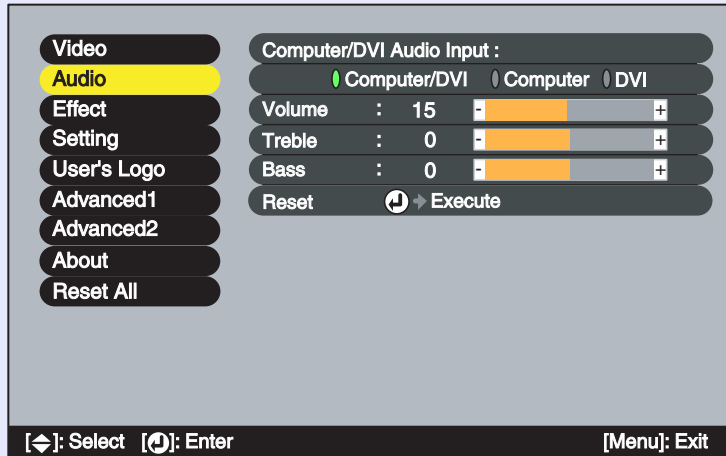 Video
Audio
Effect
Setting
User's Logo
Advanced1
Advanced2
About
Reset All
Computer/DVI Audio Input :
Computer/DVI Computer DVI
Volume : 15 - +
Treble : 0 - +
Bass : 0 - +
Reset Execute
[ ]: Select [ ]: Enter [Menu]: Exit